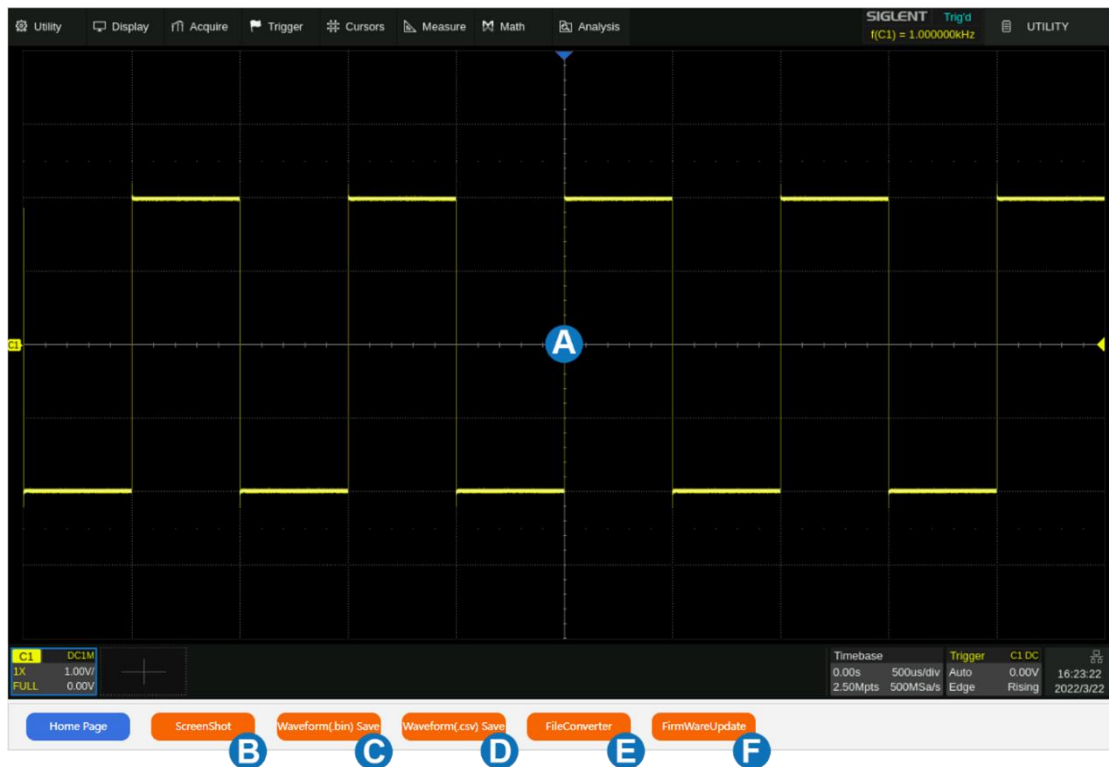 Utility Display Acquire Trigger Cursors Measure Math Analysis SIGLENT Trig'd UTILITY
f(C1) = 1.000000kHz
A
C1
C1 DC1M
1X 1.00V/
FULL 0.00V
Timebase
0.00s 500us/div
2.50Mpts 500MSa/s
Trigger C1 DC
Auto 0.00V
Edge Rising
16:23:22
2022/3/22
Home Page ScreenShot Waveform(.bin) Save Waveform(.csv) Save FileConverter FirmWareUpdate
B C D E F